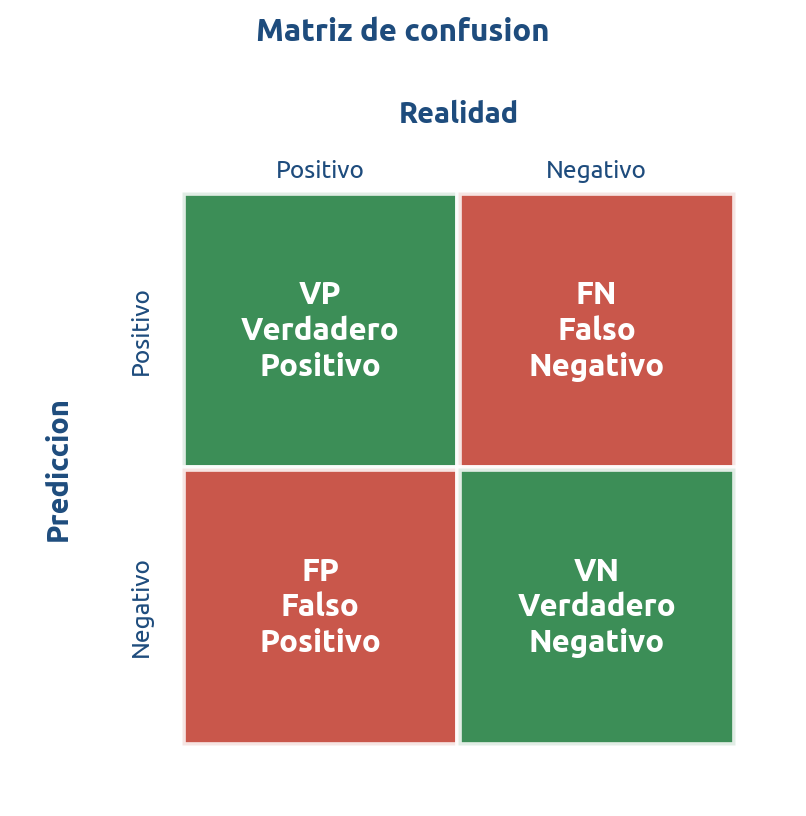 Matriz de confusion
Realidad
Positivo
Negativo
Prediccion
Positivo
VP
Verdadero
Positivo
FN
Falso
Negativo
Negativo
FP
Falso
Positivo
VN
Verdadero
Negativo